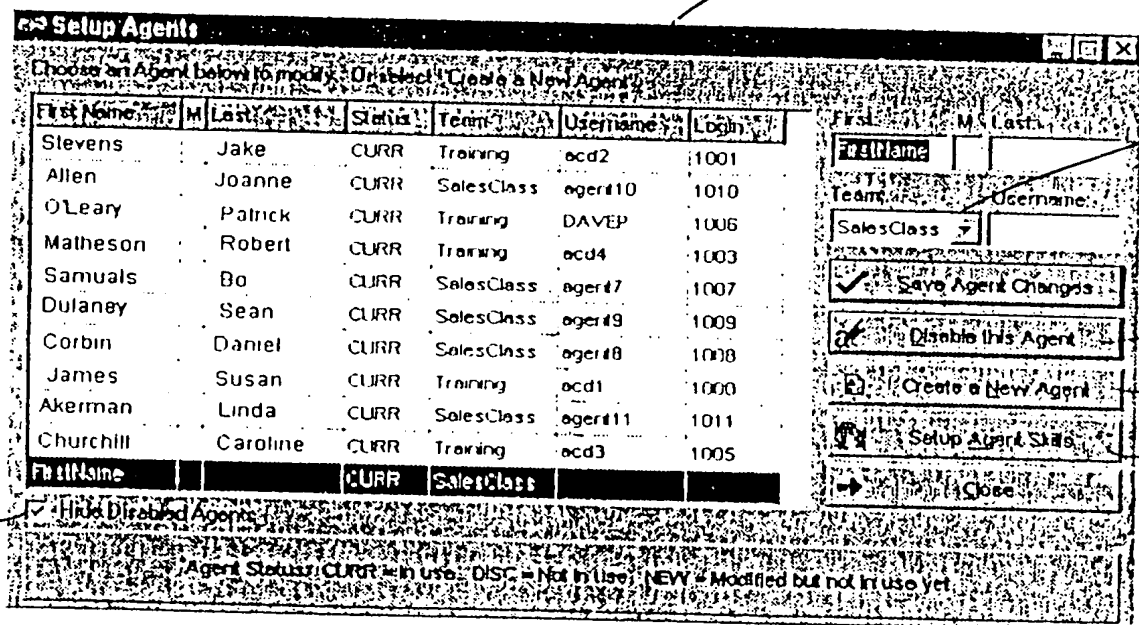 Setup Agents
Choose an Agent below to modify. Or select "Create a New Agent".
First Name M Last Status Team Username Login
Stevens Jake CURR Training acd2 1001
Allen Joanne CURR SalesClass agent10 1010
O'Leary Patrick CURR Training DAVEP 1006
Matheson Robert CURR Training acd4 1003
Samuals Bo CURR SalesClass agent7 1007
Dulaney Sean CURR SalesClass agent9 1009
Corbin Daniel CURR SalesClass agent8 1008
James Susan CURR Training acd1 1000
Akerman Linda CURR SalesClass agent11 1011
Churchill Caroline CURR Training acd3 1005
FirstName CURR SalesClass
Hide Disabled Agents
First M Last
FirstName
Team Username
SalesClass
Save Agent Changes
Disable this Agent
Create a New Agent
Setup Agent Skills
Close
Agent Status: CURR = In use, DISC = Not In Use, NEW = Modified but not in use yet